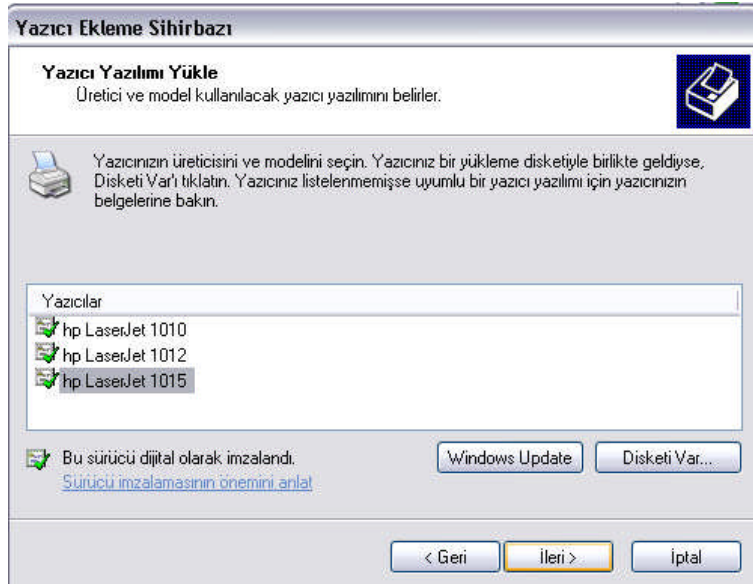 Yazıcı Ekleme Sihirbazı
Yazıcı Yazılımı Yükle
Üretici ve model kullanılacak yazıcı yazılımını belirler.
Yazıcınızın üreticisini ve modelini seçin. Yazıcınız bir yükleme disketiyle birlikte geldiyse,
Disketi Var'ı tıklatın. Yazıcınız listelenmemişse uyumlu bir yazıcı yazılımı için yazıcınızın
belgelerine bakın.
Yazıcılar
hp LaserJet 1010
hp LaserJet 1012
hp LaserJet 1015
Bu sürücü dijital olarak imzalandı.
Sürücü imzalamasının önemini anlat
Windows Update
Disketi Var...
< Geri
İleri >
İptal